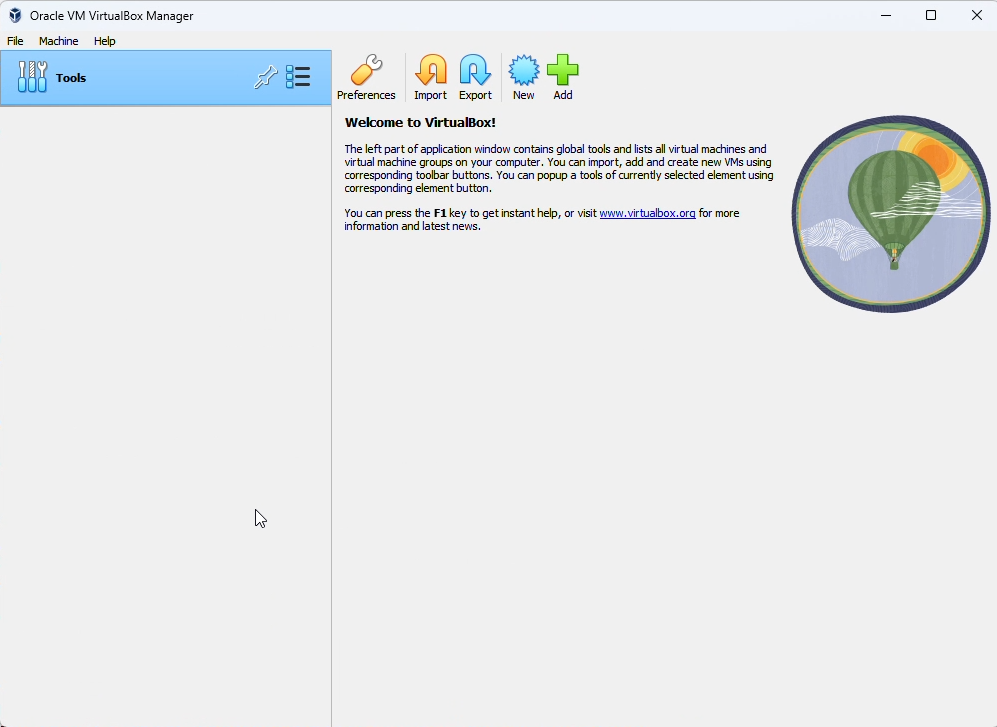 Oracle VM VirtualBox Manager
File Machine Help
Tools
Preferences Import Export New Add
Welcome to VirtualBox!
The left part of application window contains global tools and lists all virtual machines and
virtual machine groups on your computer. You can import, add and create new VMs using
corresponding toolbar buttons. You can popup a tools of currently selected element using
corresponding element button.
You can press the F1 key to get instant help, or visit www.virtualbox.org for more
information and latest news.